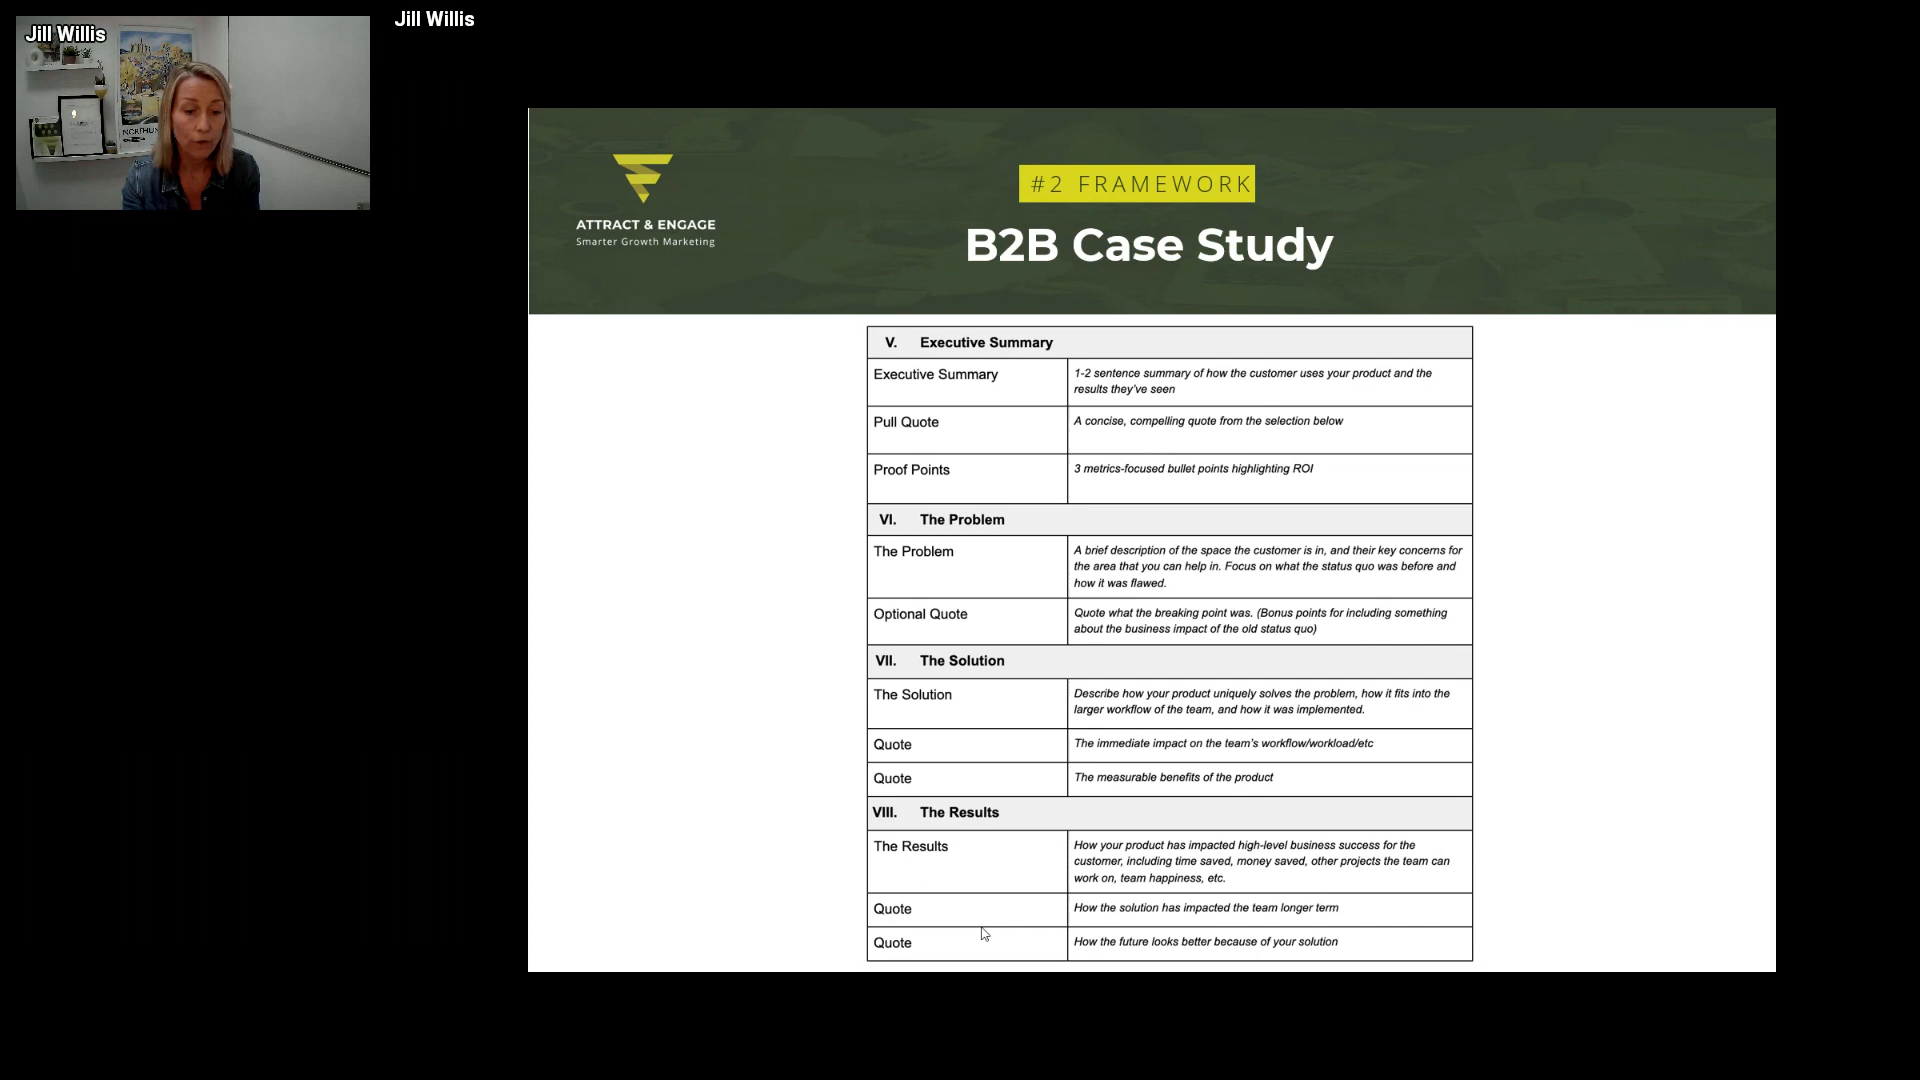 Jill Willis
Jill Willis
NORTHU
#2 FRAMEWORK
ATTRACT & ENGAGE
Smarter Growth Marketing
B2B Case Study
V. Executive Summary
Executive Summary
1-2 sentence summary of how the customer uses your product and the
results they've seen
Pull Quote
A concise, compelling quote from the selection below
Proof Points
3 metrics-focused bullet points highlighting ROI
VI. The Problem
The Problem
A brief description of the space the customer is in, and their key concerns for
the area that you can help in. Focus on what the status quo was before and
how it was flawed.
Optional Quote
Quote what the breaking point was. (Bonus points for including something
about the business impact of the old status quo)
VII. The Solution
The Solution
Describe how your product uniquely solves the problem, how it fits into the
larger workflow of the team, and how it was implemented.
Quote
The immediate impact on the team's workflow/workload/etc
Quote
The measurable benefits of the product
VIII. The Results
The Results
How your product has impacted high-level business success for the
customer, including time saved, money saved, other projects the team can
work on, team happiness, etc.
Quote
How the solution has impacted the team longer term
Quote
How the future looks better because of your solution